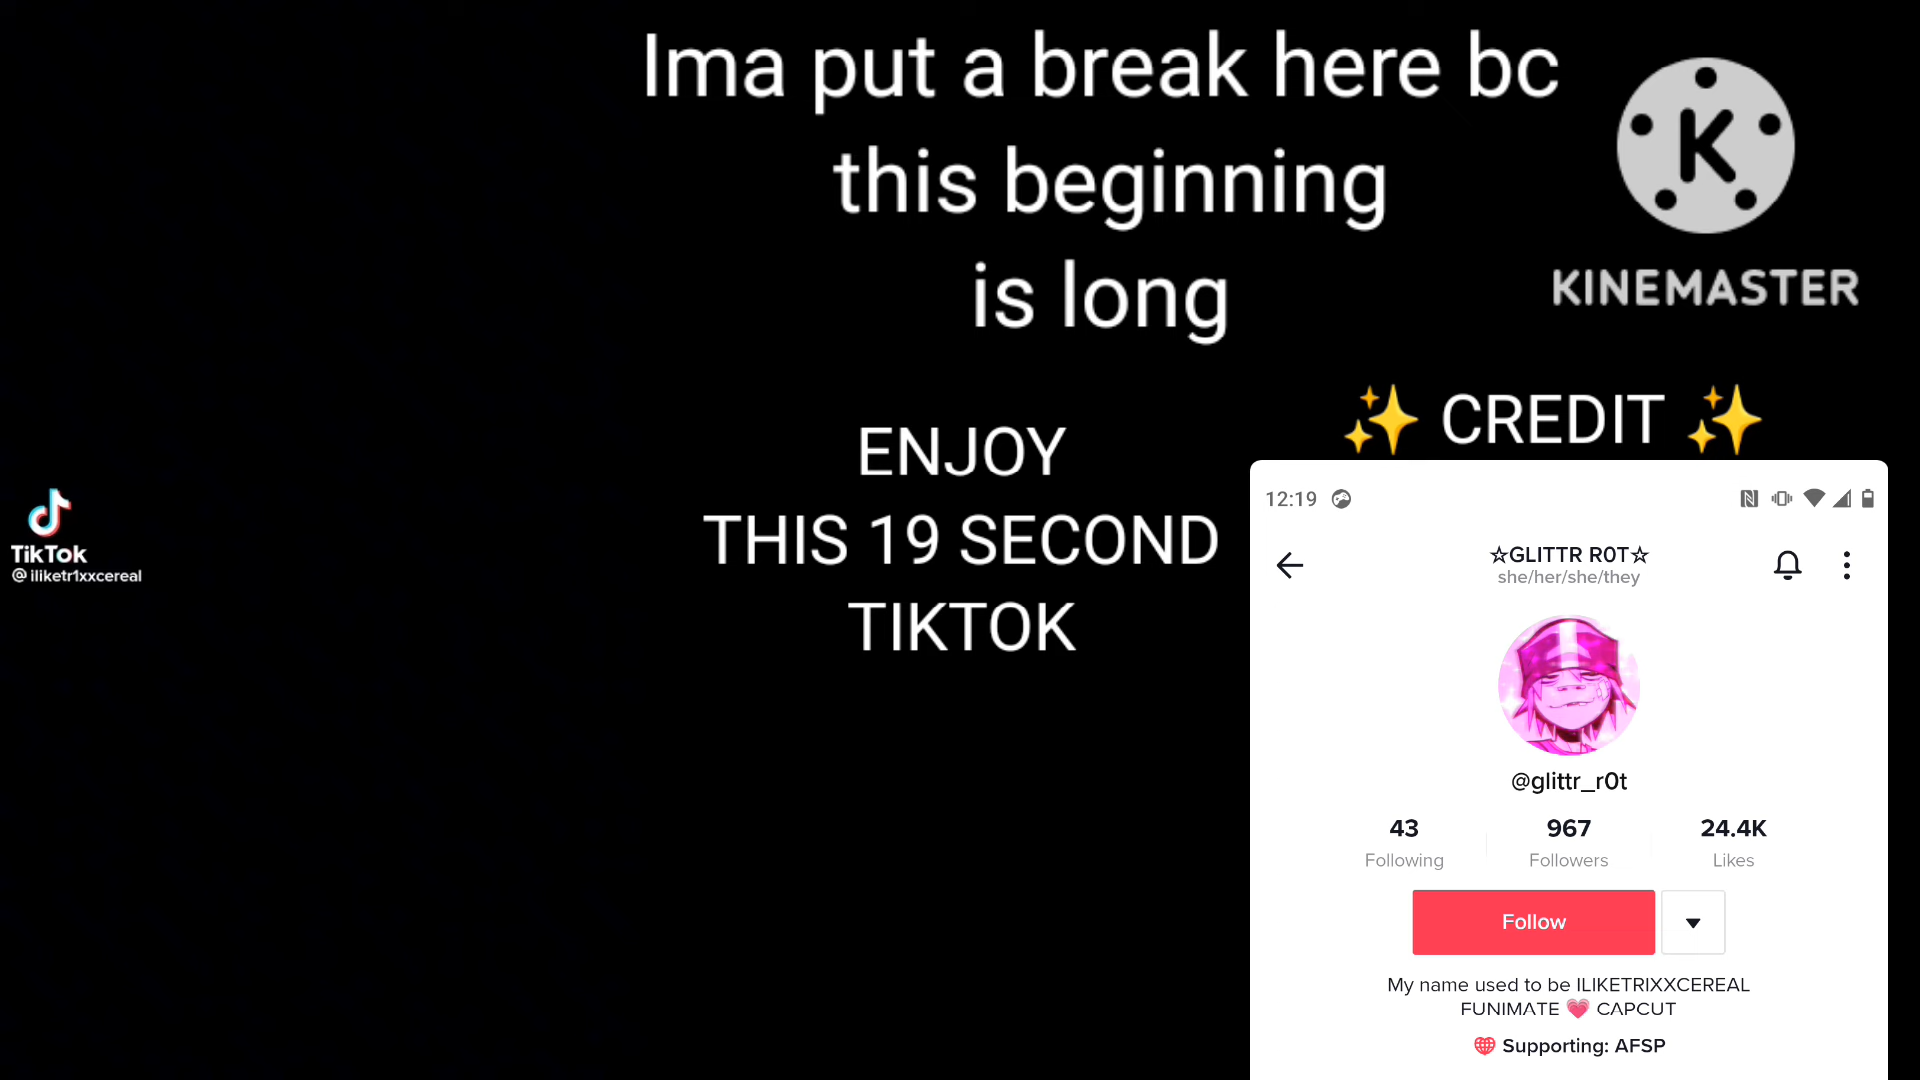 Ima put a break here bc
this beginning
is long
K
KINEMASTER
ENJOY
THIS 19 SECOND
TIKTOK
✨ CREDIT ✨
TikTok
@iliketr1xxcereal
12:19
☆GLITTR R0T☆
she/her/she/they
@glittr_r0t
43 967 24.4K
Following Followers Likes
Follow
My name used to be ILIKETRIXXCEREAL
FUNIMATE 💗 CAPCUT
Supporting: AFSP